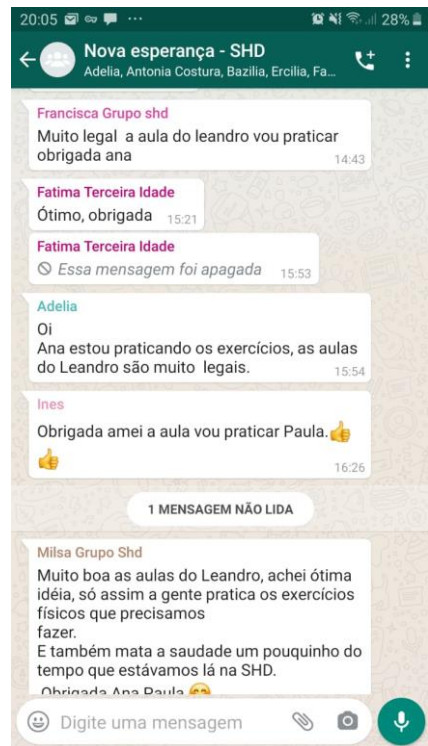 20:05 ... 28%
Nova esperança - SHD
Adelia, Antonia Costura, Bazilia, Ercilia, Fa...
Francisca Grupo shd
Muito legal a aula do leandro vou praticar
obrigada ana
14:43
Fatima Terceira Idade
Ótimo, obrigada 15:21
Fatima Terceira Idade
Essa mensagem foi apagada 15:53
Adelia
Oi
Ana estou praticando os exercícios, as aulas
do Leandro são muito legais.
15:54
Ines
Obrigada amei a aula vou praticar Paula.👍
👍
16:26
1 MENSAGEM NÃO LIDA
Milsa Grupo Shd
Muito boa as aulas do Leandro, achei ótima
idéia, só assim a gente pratica os exercícios
físicos que precisamos
fazer.
E também mata a saudade um pouquinho do
tempo que estávamos lá na SHD.
Obrigada Ana Paula 😊
Digite uma mensagem